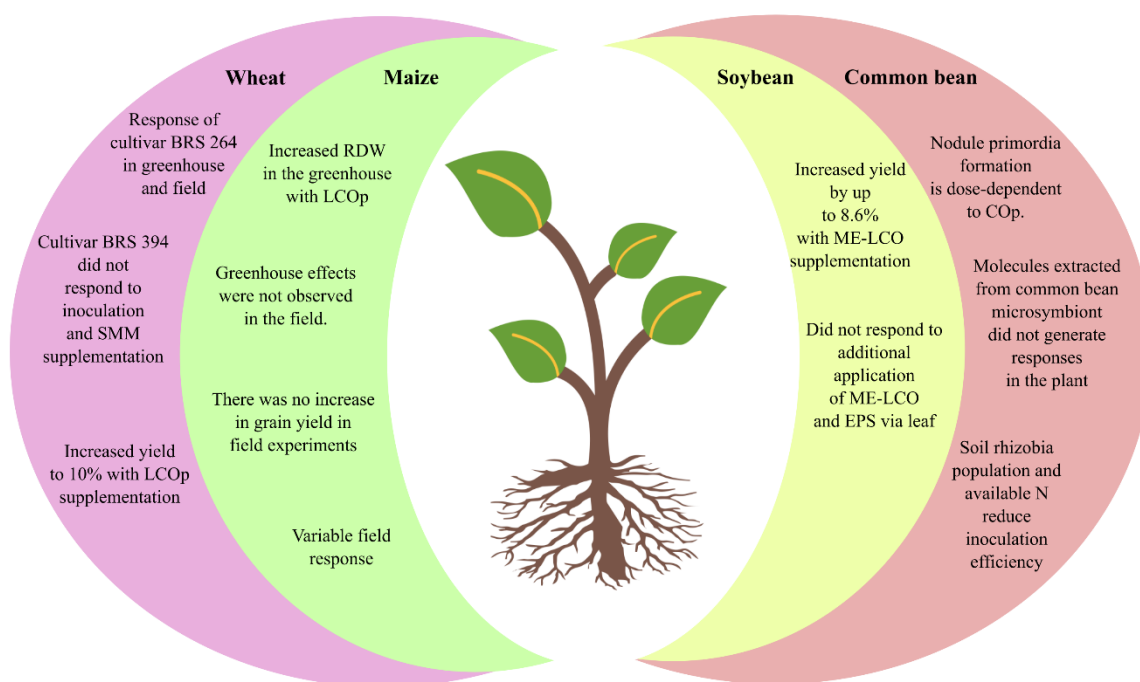 Wheat
Response of
cultivar BRS 264
in greenhouse
and field
Cultivar BRS 394
did not
respond to
inoculation
and SMM
supplementation
Increased yield
to 10% with LCOp
supplementation
Maize
Increased RDW
in the greenhouse
with LCOp
Greenhouse effects
were not observed
in the field.
There was no increase
in grain yield in
field experiments
Variable field
response
Soybean
Increased yield
by up
to 8.6%
with ME-LCO
supplementation
Did not respond to
additional
application
of ME-LCO
and EPS via leaf
Common bean
Nodule primordia
formation
is dose-dependent
to COp.
Molecules extracted
from common bean
microsymbiont
did not generate
responses
in the plant
Soil rhizobia
population and
available N
reduce
inoculation
efficiency